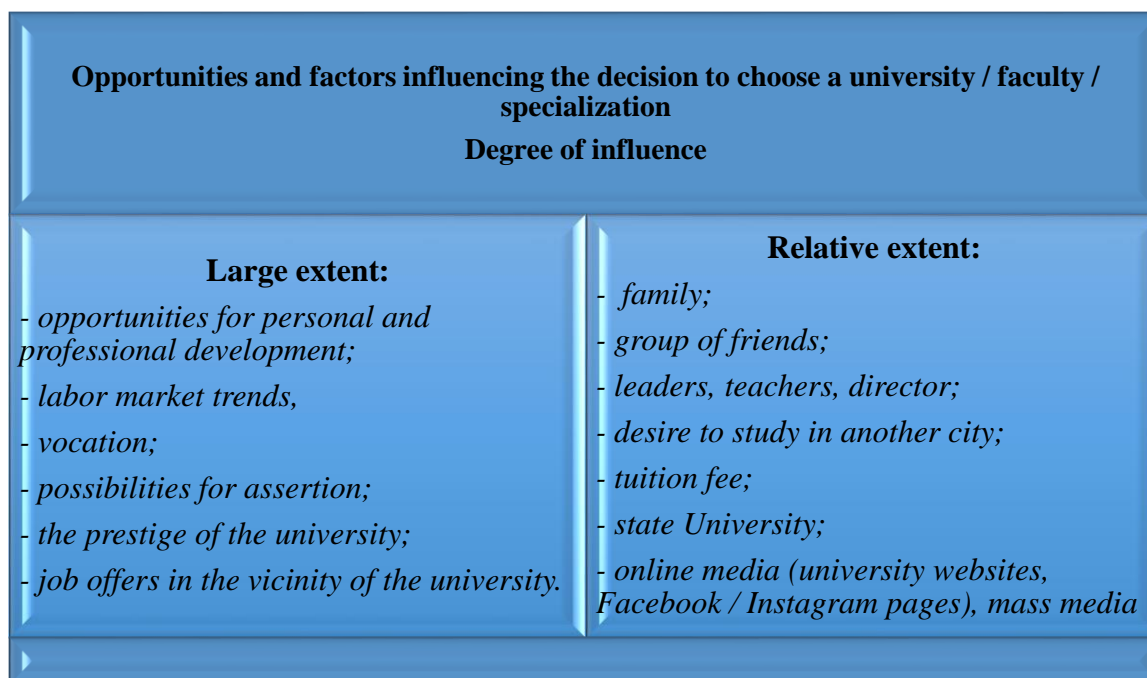 Opportunities and factors influencing the decision to choose a university / faculty /
specialization
Degree of influence
Large extent:
- opportunities for personal and
professional development;
- labor market trends,
- vocation;
- possibilities for assertion;
- the prestige of the university;
- job offers in the vicinity of the university.
Relative extent:
- family;
- group of friends;
- leaders, teachers, director;
- desire to study in another city;
- tuition fee;
- state University;
- online media (university websites,
Facebook / Instagram pages), mass media